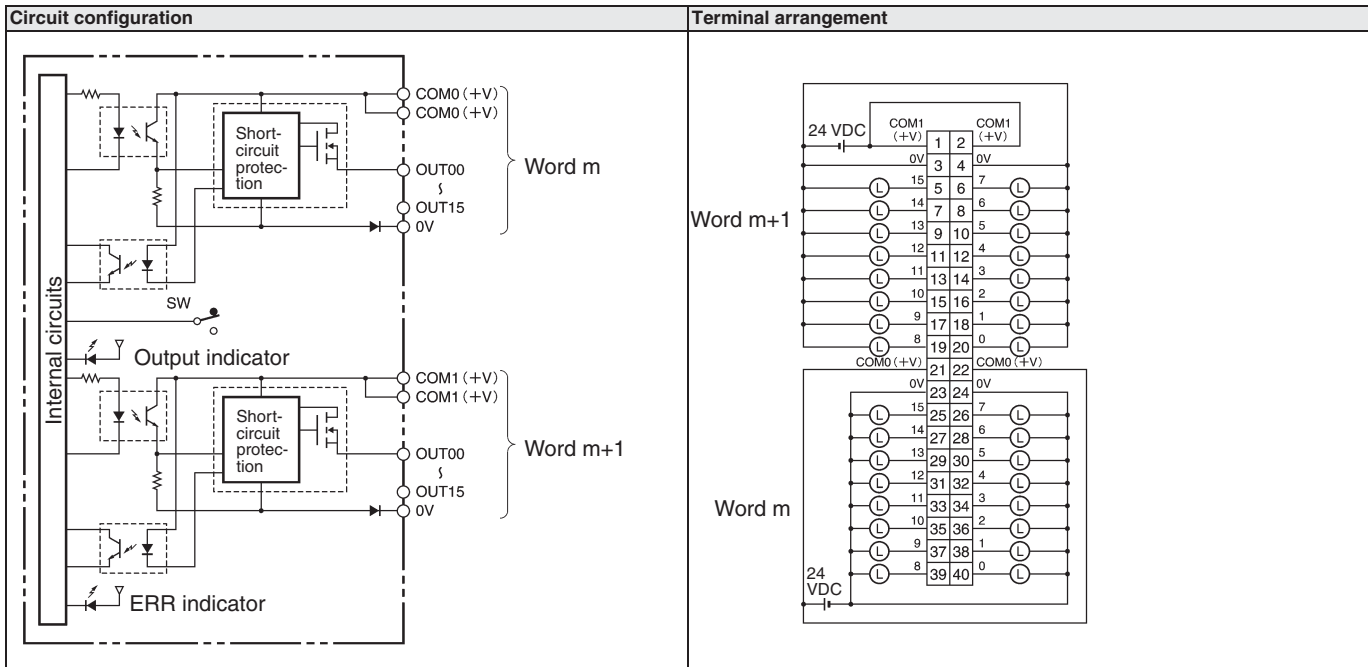 Circuit configuration
Internal circuits
Short-
circuit
protec-
tion
COM0 (+V)
COM0 (+V)
OUT00
OUT15
0V
Word m
SW
Output indicator
Short-
circuit
protec-
tion
COM1 (+V)
COM1 (+V)
OUT00
OUT15
0V
Word m+1
ERR indicator
Terminal arrangement
24 VDC
COM1
(+V)
1 2
COM1
(+V)
0V 3 4 0V
L 15 5 6 7 L
L 14 7 8 6 L
Word m+1
L 13 9 10 5 L
L 12 11 12 4 L
L 11 13 14 3 L
L 10 15 16 2 L
L 9 17 18 1 L
L 8 19 20 0 L
COM0 (+V) 21 22 COM0 (+V)
0V 23 24 0V
L 15 25 26 7 L
L 14 27 28 6 L
L 13 29 30 5 L
L 12 31 32 4 L
Word m
L 11 33 34 3 L
L 10 35 36 2 L
L 9 37 38 1 L
L 8 39 40 0 L
24
VDC